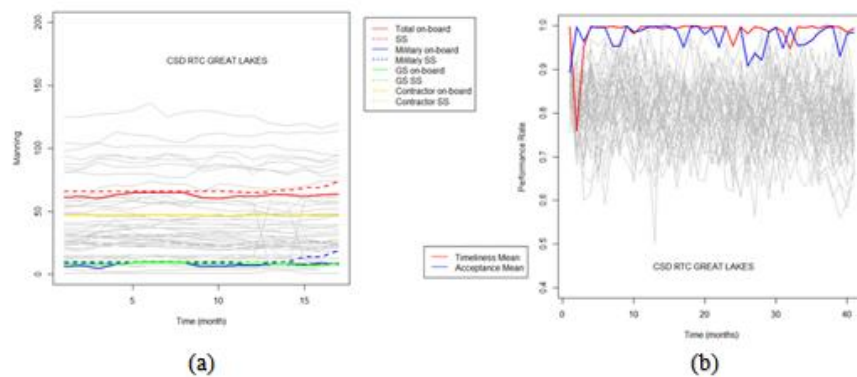 200
150
100
50
0
Manning
CSD RTC GREAT LAKES
5
10
15
Time (month)
Total on-board
SS
Military on-board
Military SS
GS on-board
GS SS
Contractor on-board
Contractor SS
(a)
1.0
0.9
0.8
0.7
0.6
0.5
0.4
Performance Rate
Timeliness Mean
Acceptance Mean
CSD RTC GREAT LAKES
0
10
20
30
40
Time (months)
(b)